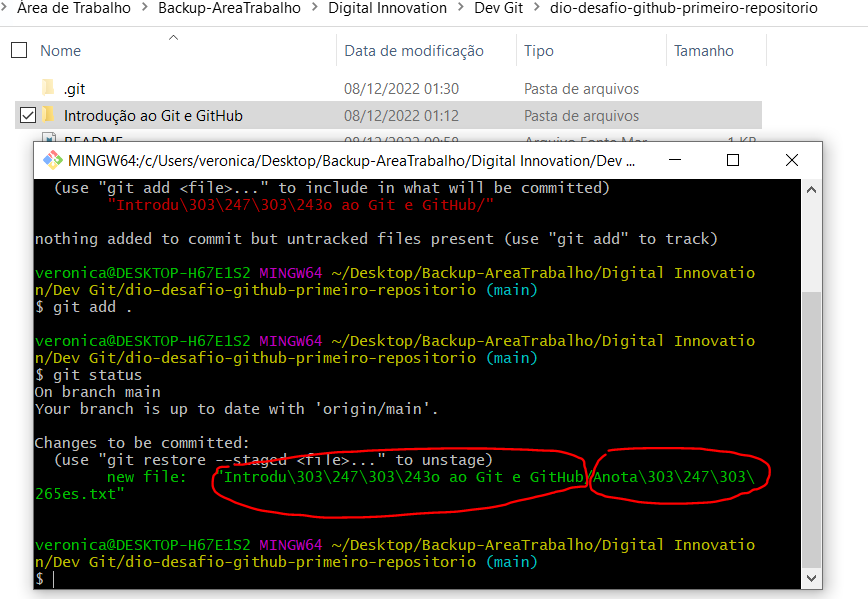 Área de Trabalho > Backup-AreaTrabalho > Digital Innovation > Dev Git > dio-desafio-github-primeiro-repositorio
Nome Data de modificação Tipo Tamanho
.git 08/12/2022 01:30 Pasta de arquivos
Introdução ao Git e GitHub 08/12/2022 01:12 Pasta de arquivos
README 08/12/2022 00:58 Arquivo Fonte Mar... 1 KB
MINGW64:/c/Users/veronica/Desktop/Backup-AreaTrabalho/Digital Innovation/Dev ...
(use "git add <file>..." to include in what will be committed)
"Introdu\303\247\303\243o ao Git e GitHub/"
nothing added to commit but untracked files present (use "git add" to track)
veronica@DESKTOP-H67E1S2 MINGW64 ~/Desktop/Backup-AreaTrabalho/Digital Innovatio
n/Dev Git/dio-desafio-github-primeiro-repositorio (main)
$ git add .
veronica@DESKTOP-H67E1S2 MINGW64 ~/Desktop/Backup-AreaTrabalho/Digital Innovatio
n/Dev Git/dio-desafio-github-primeiro-repositorio (main)
$ git status
On branch main
Your branch is up to date with 'origin/main'.
Changes to be committed:
(use "git restore --staged <file>..." to unstage)
new file: "Introdu\303\247\303\243o ao Git e GitHub/Anota\303\247\303\
265es.txt"
veronica@DESKTOP-H67E1S2 MINGW64 ~/Desktop/Backup-AreaTrabalho/Digital Innovatio
n/Dev Git/dio-desafio-github-primeiro-repositorio (main)
$